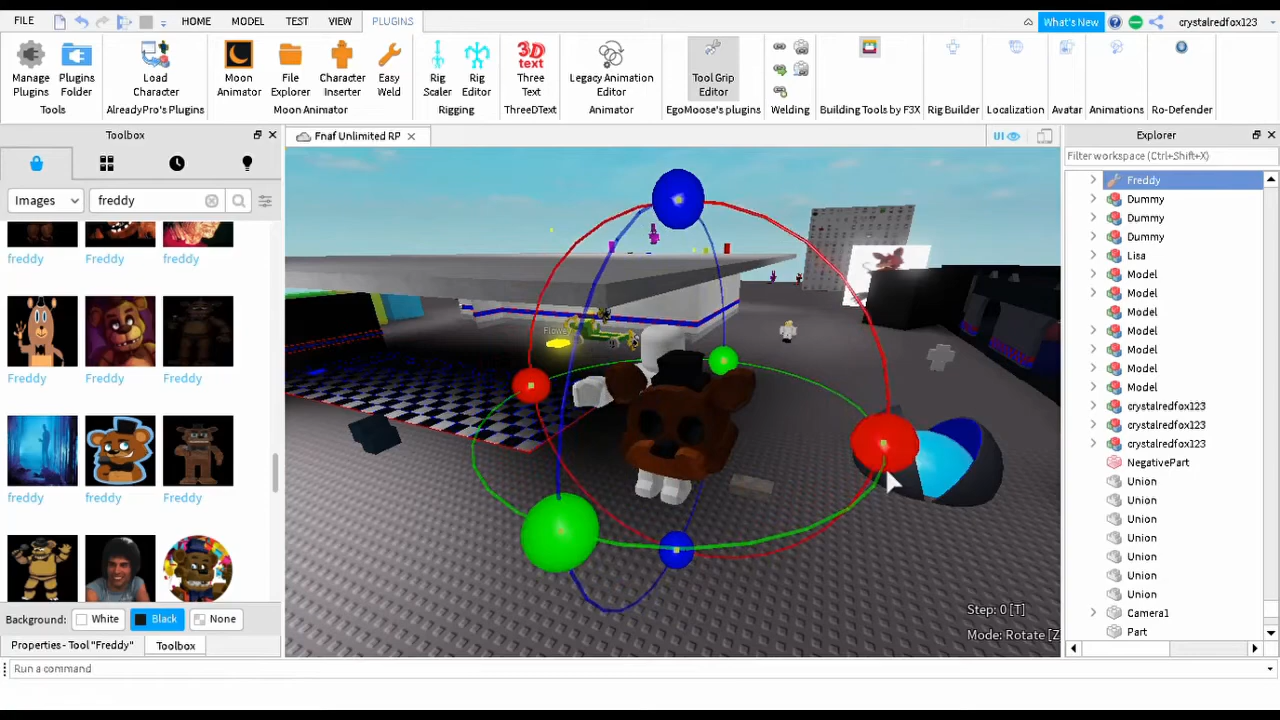 FILE HOME MODEL TEST VIEW PLUGINS What's New crystalredfox123
Manage Plugins
Plugins Folder
Tools
Load Character
AlreadyPro's Plugins
Moon Animator
File Explorer
Character Inserter
Easy Weld
Moon Animator
Rig Scaler
Rig Editor
Rigging
3D text
Three Text
ThreeDText
Legacy Animation Editor
Animator
Tool Grip Editor
EgoMoose's plugins
Welding
Building Tools by F3X
Rig Builder
Localization
Avatar
Animations
Ro-Defender
Toolbox
Images
freddy
freddy Freddy freddy
Freddy Freddy Freddy
freddy freddy Freddy
Background: White Black None
Properties - Tool "Freddy" Toolbox
Run a command
Fnaf Unlimited RP
UI
Flowey
Step: 0 [T]
Mode: Rotate [Z
Explorer
Filter workspace (Ctrl+Shift+X)
Freddy
Dummy
Dummy
Dummy
Lisa
Model
Model
Model
Model
Model
Model
Model
crystalredfox123
crystalredfox123
crystalredfox123
NegativePart
Union
Union
Union
Union
Union
Union
Union
Camera1
Part